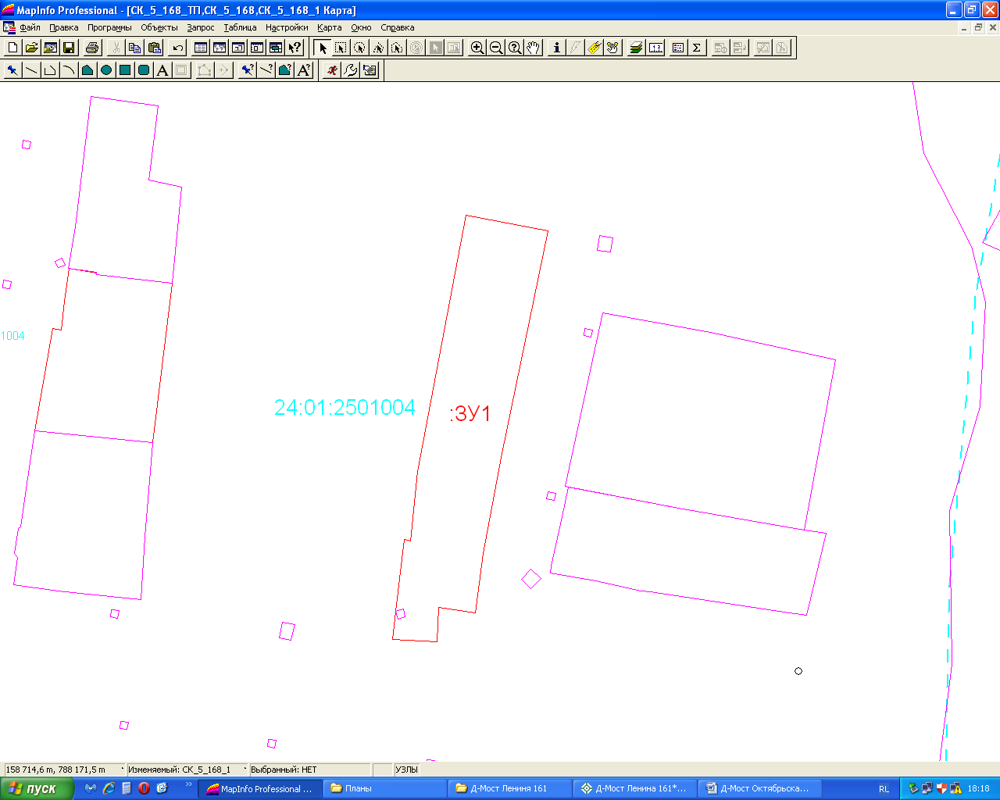 MapInfo Professional - [СК_5_168_ТП,СК_5_168,СК_5_168_1 Карта]
Файл Правка Программы Объекты Запрос Таблица Настройки Карта Окно Справка
1004
24:01:2501004
:ЗУ1
158 714,6 m, 788 171,5 m Изменяемый: СК_5_168_1 Выбранный: НЕТ УЗЛЫ
пуск MapInfo Professional ... Планы Д-Мост Лениня 161 Д-Мост Ленина 161*... Д-Мост Октябрьска... RL 18:18